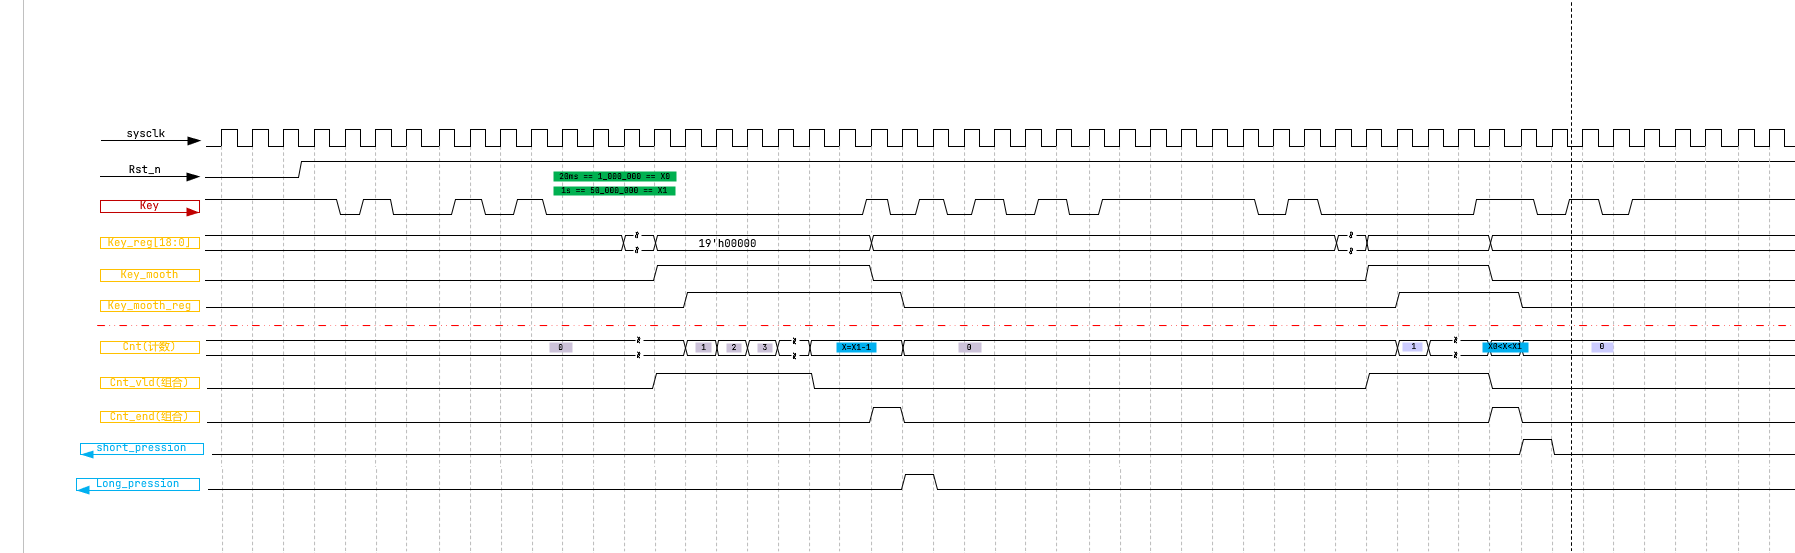 sysclk
Rst_n
20ms == 1_000_000 == X0
1s == 50_000_000 == X1
Key
Key_reg[18:0]
19'h00000
Key_mooth
Key_mooth_reg
Cnt(计数)
0
1
2
3
X=X1-1
0
1
X0<X<X1
0
Cnt_vld(组合)
Cnt_end(组合)
short_pression
Long_pression